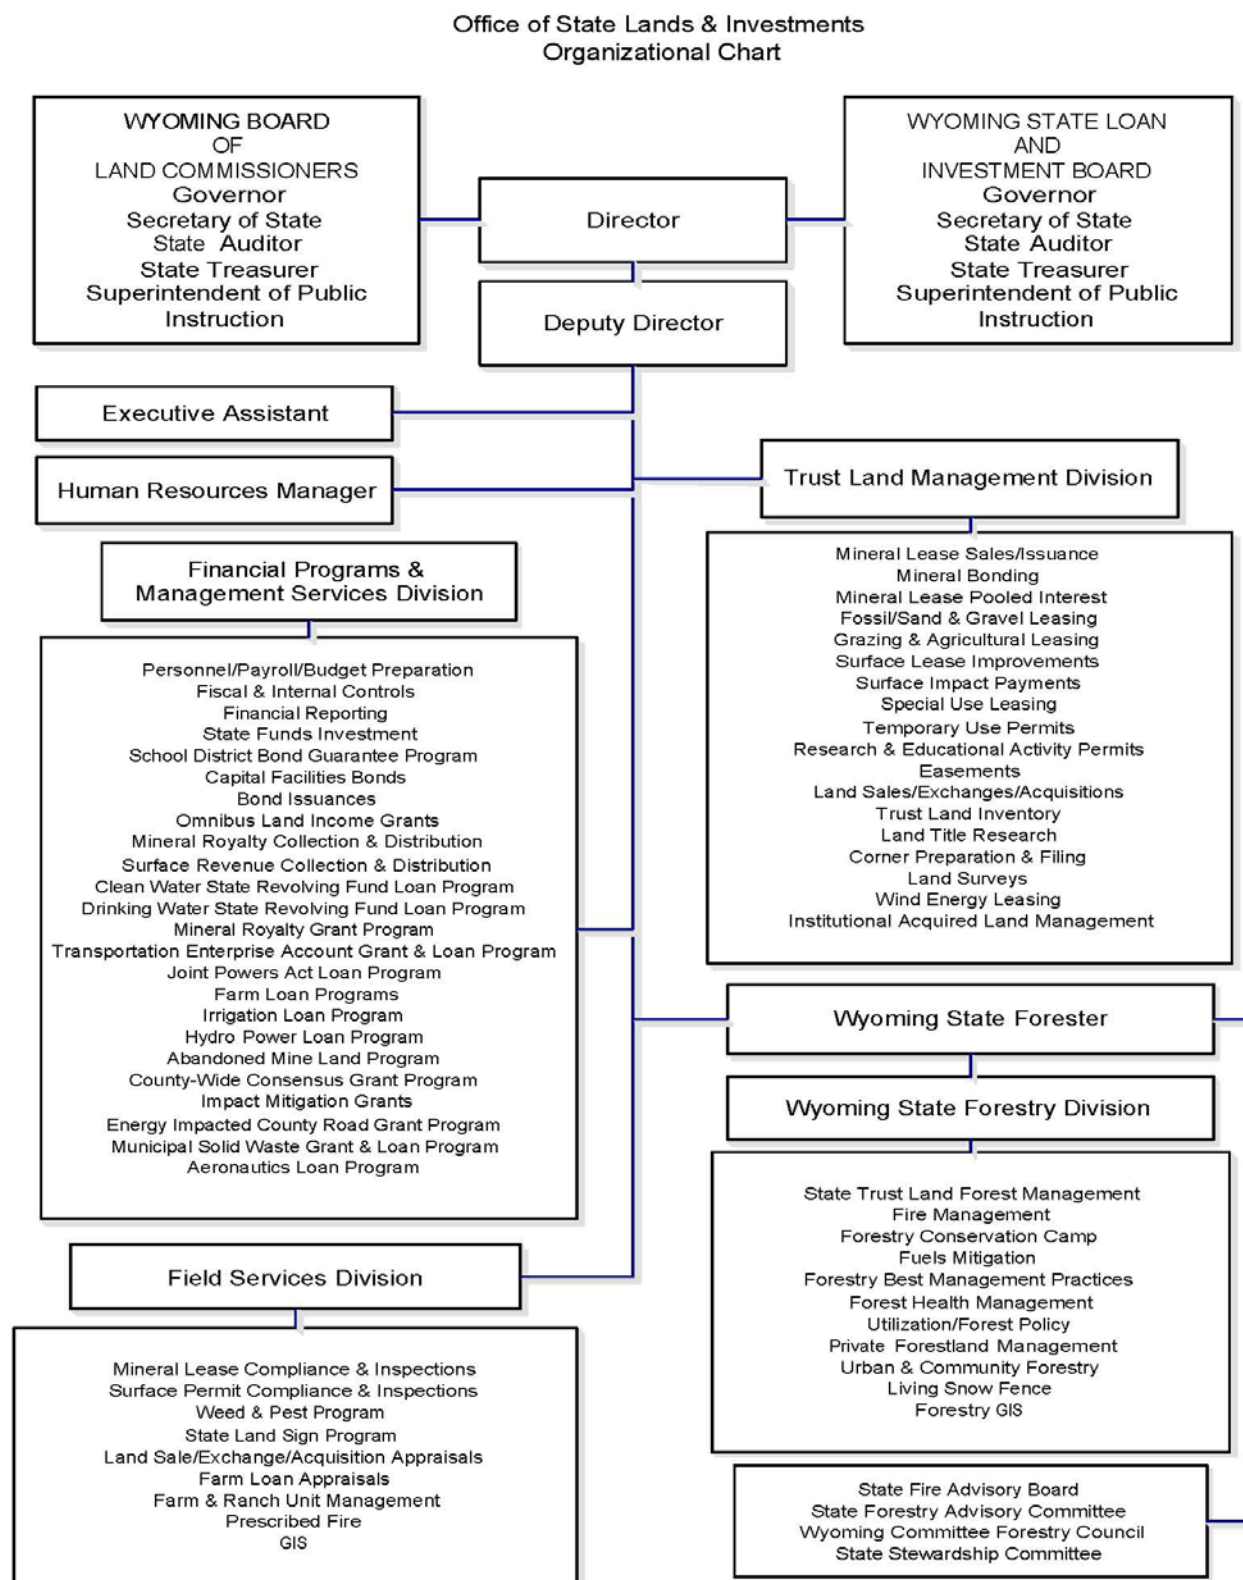 Office of State Lands & Investments
Organizational Chart
WYOMING BOARD
OF
LAND COMMISSIONERS
Governor
Secretary of State
State Auditor
State Treasurer
Superintendent of Public
Instruction
Director
Deputy Director
WYOMING STATE LOAN
AND
INVESTMENT BOARD
Governor
Secretary of State
State Auditor
State Treasurer
Superintendent of Public
Instruction
Executive Assistant
Human Resources Manager
Trust Land Management Division
Mineral Lease Sales/Issuance
Mineral Bonding
Mineral Lease Pooled Interest
Fossil/Sand & Gravel Leasing
Grazing & Agricultural Leasing
Surface Lease Improvements
Surface Impact Payments
Special Use Leasing
Temporary Use Permits
Research & Educational Activity Permits
Easements
Land Sales/Exchanges/Acquisitions
Trust Land Inventory
Land Title Research
Corner Preparation & Filing
Land Surveys
Wind Energy Leasing
Institutional Acquired Land Management
Financial Programs &
Management Services Division
Personnel/Payroll/Budget Preparation
Fiscal & Internal Controls
Financial Reporting
State Funds Investment
School District Bond Guarantee Program
Capital Facilities Bonds
Bond Issuances
Omnibus Land Income Grants
Mineral Royalty Collection & Distribution
Surface Revenue Collection & Distribution
Clean Water State Revolving Fund Loan Program
Drinking Water State Revolving Fund Loan Program
Mineral Royalty Grant Program
Transportation Enterprise Account Grant & Loan Program
Joint Powers Act Loan Program
Farm Loan Programs
Irrigation Loan Program
Hydro Power Loan Program
Abandoned Mine Land Program
County-Wide Consensus Grant Program
Impact Mitigation Grants
Energy Impacted County Road Grant Program
Municipal Solid Waste Grant & Loan Program
Aeronautics Loan Program
Wyoming State Forester
Wyoming State Forestry Division
State Trust Land Forest Management
Fire Management
Forestry Conservation Camp
Fuels Mitigation
Forestry Best Management Practices
Forest Health Management
Utilization/Forest Policy
Private Forestland Management
Urban & Community Forestry
Living Snow Fence
Forestry GIS
Field Services Division
Mineral Lease Compliance & Inspections
Surface Permit Compliance & Inspections
Weed & Pest Program
State Land Sign Program
Land Sale/Exchange/Acquisition Appraisals
Farm Loan Appraisals
Farm & Ranch Unit Management
Prescribed Fire
GIS
State Fire Advisory Board
State Forestry Advisory Committee
Wyoming Committee Forestry Council
State Stewardship Committee